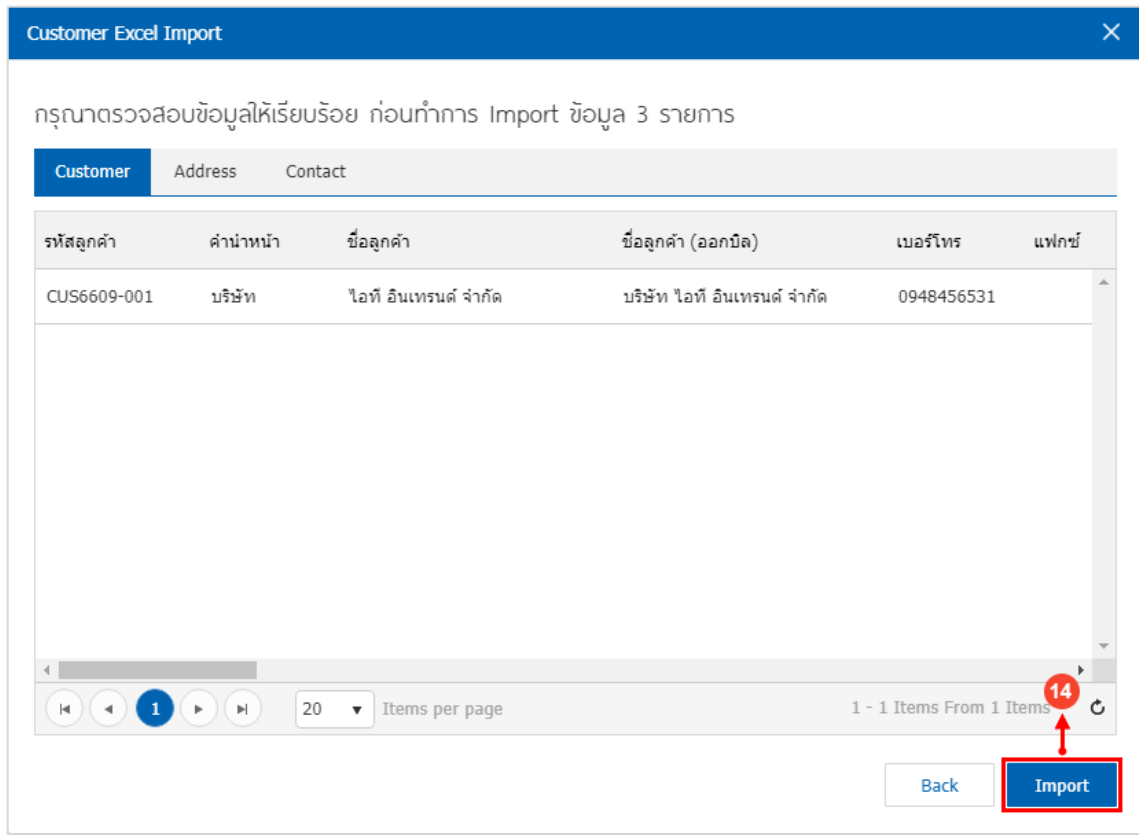 Customer Excel Import
กรุณาตรวจสอบข้อมูลให้เรียบร้อย ก่อนทำการ Import ข้อมูล 3 รายการ
Customer Address Contact
รหัสลูกค้า คำนำหน้า ชื่อลูกค้า ชื่อลูกค้า (ออกบิล) เบอร์โทร แฟกซ์
CUS6609-001 บริษัท ไอที อินเทรนด์ จำกัด บริษัท ไอที อินเทรนด์ จำกัด 0948456531
1 20 Items per page 1 - 1 Items From 1 Items
14
Back Import